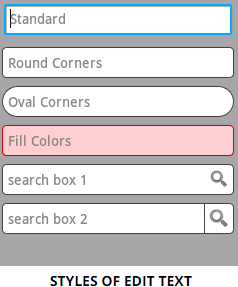 Standard
Round Corners
Oval Corners
Fill Colors
search box 1
search box 2
STYLES OF EDIT TEXT